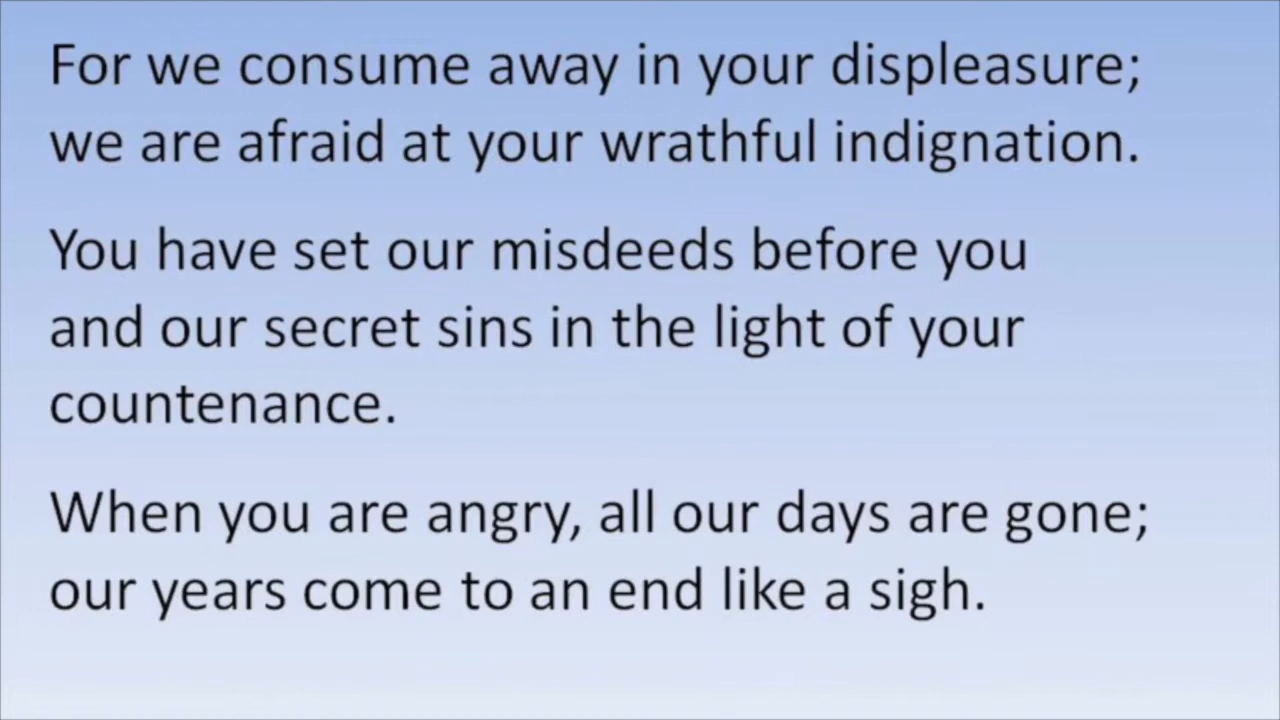 For we consume away in your displeasure;
we are afraid at your wrathful indignation.
You have set our misdeeds before you
and our secret sins in the light of your
countenance.
When you are angry, all our days are gone;
our years come to an end like a sigh.